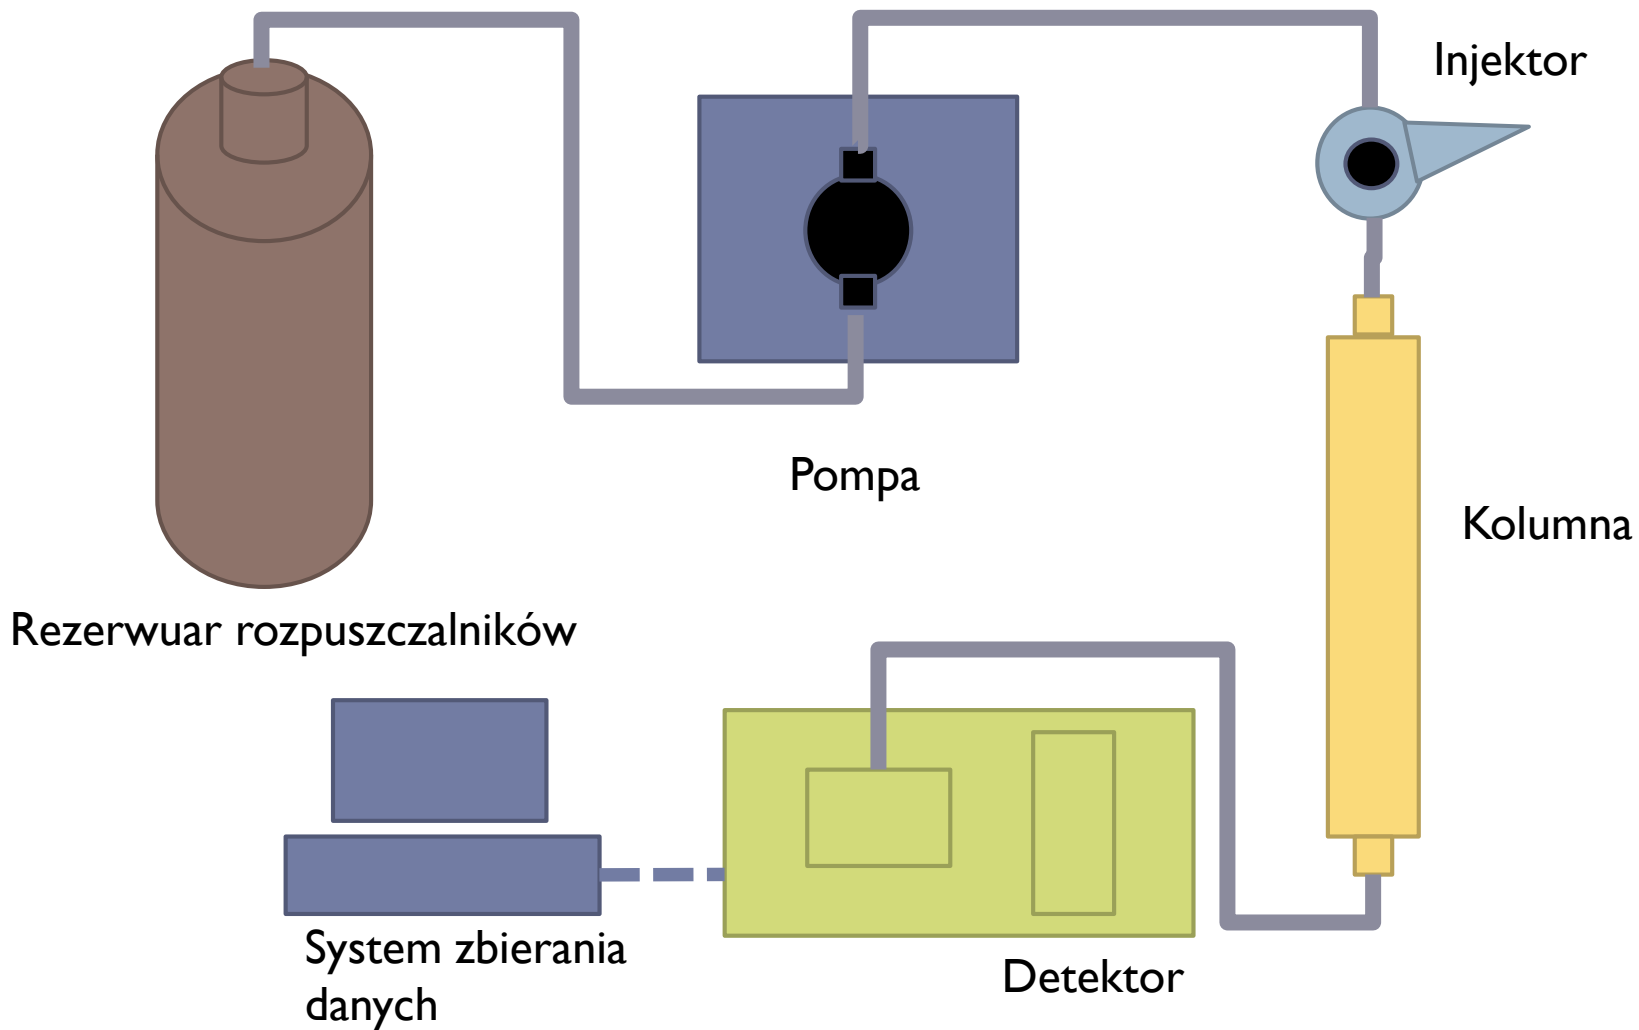 Injektor
Pompa
Kolumna
Rezerwuar rozpuszczalników
System zbierania
danych
Detektor